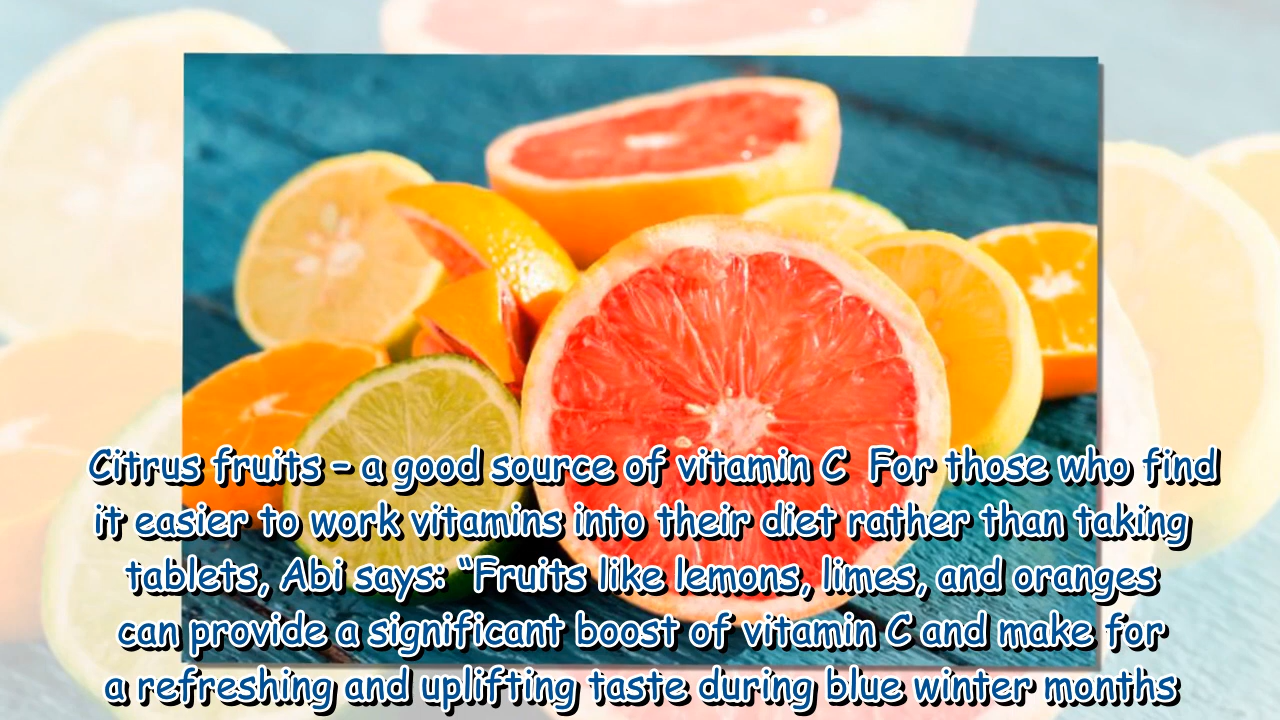 Citrus fruits – a good source of vitamin C  For those who find
it easier to work vitamins into their diet rather than taking
tablets, Abi says: “Fruits like lemons, limes, and oranges
can provide a significant boost of vitamin C and make for
a refreshing and uplifting taste during blue winter months